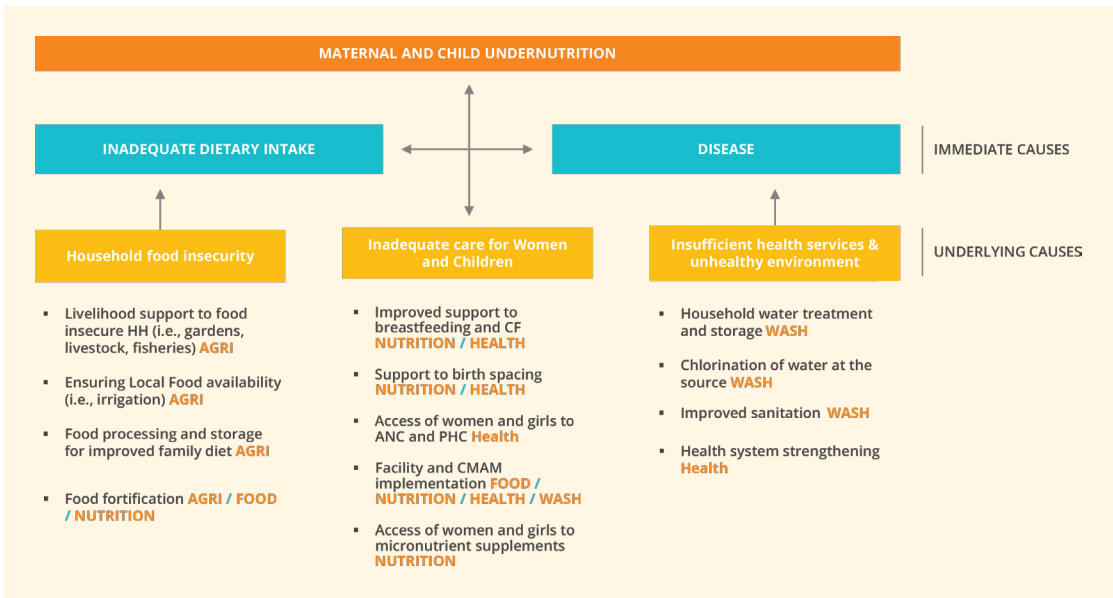 MATERNAL AND CHILD UNDERNUTRITION
INADEQUATE DIETARY INTAKE
DISEASE
IMMEDIATE CAUSES
Household food insecurity
Inadequate care for Women
and Children
Insufficient health services &
unhealthy environment
UNDERLYING CAUSES
▪ Livelihood support to food
insecure HH (i.e., gardens,
livestock, fisheries) AGRI
▪ Ensuring Local Food availability
(i.e., irrigation) AGRI
▪ Food processing and storage
for improved family diet AGRI
▪ Food fortification AGRI / FOOD
/ NUTRITION
▪ Improved support to
breastfeeding and CF
NUTRITION / HEALTH
▪ Support to birth spacing
NUTRITION / HEALTH
▪ Access of women and girls to
ANC and PHC Health
▪ Facility and CMAM
implementation FOOD /
NUTRITION / HEALTH / WASH
▪ Access of women and girls to
micronutrient supplements
NUTRITION
▪ Household water treatment
and storage WASH
▪ Chlorination of water at the
source WASH
▪ Improved sanitation WASH
▪ Health system strengthening
Health